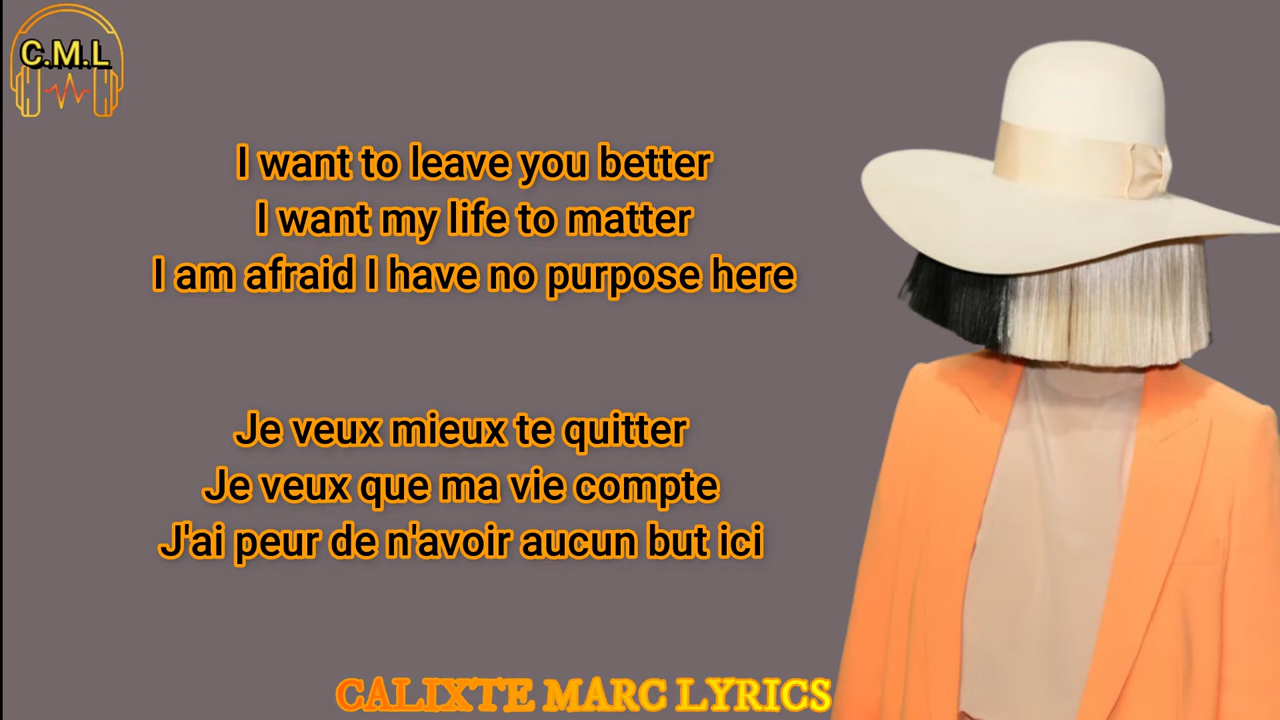 C.M.L
I want to leave you better
I want my life to matter
I am afraid I have no purpose here
Je veux mieux te quitter
Je veux que ma vie compte
J'ai peur de n'avoir aucun but ici
CALIXTE MARC LYRICS